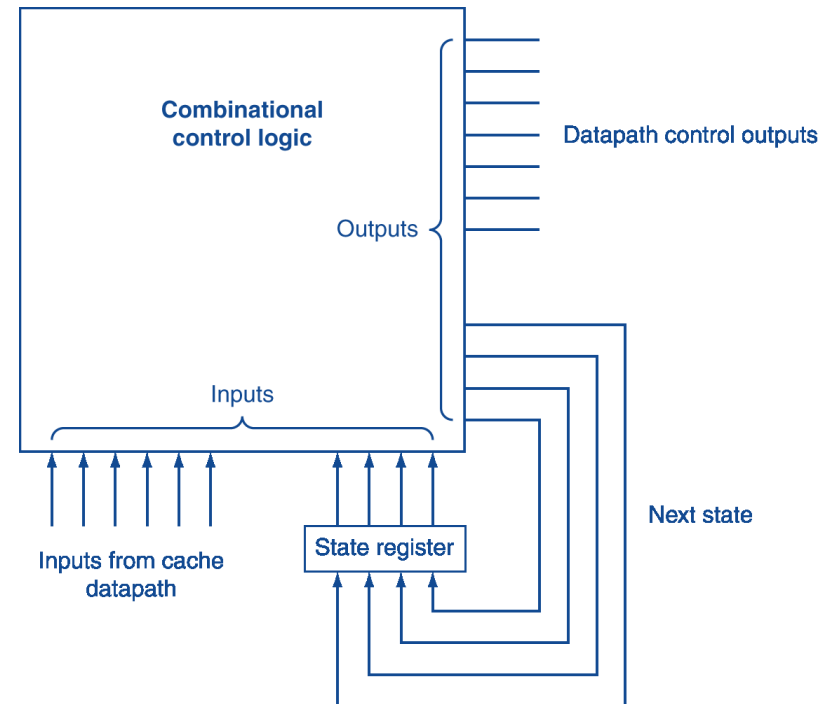 Combinational
control logic
Datapath control outputs
Outputs
Inputs
Next state
State register
Inputs from cache
datapath